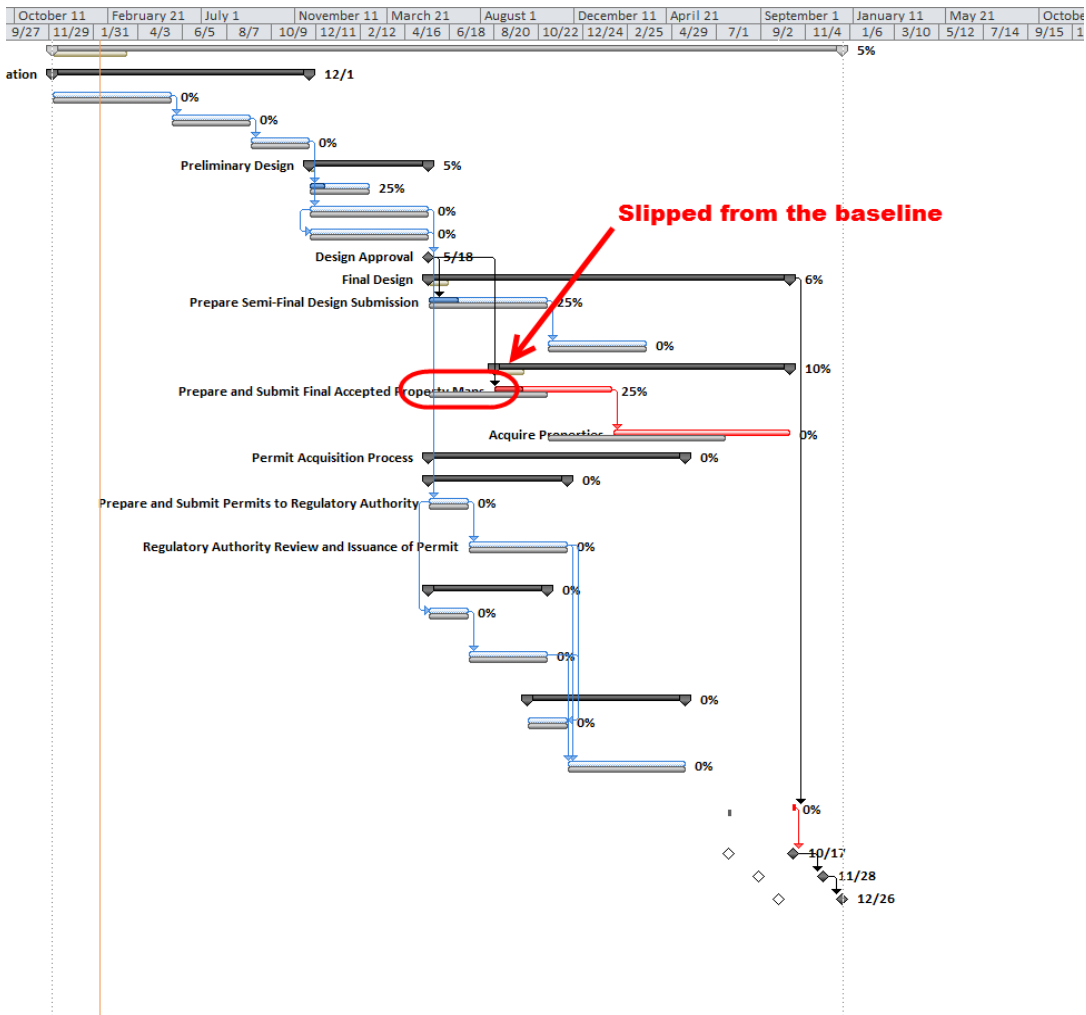 October 11 February 21 July 1 November 11 March 21 August 1 December 11 April 21 September 1 January 11 May 21 Octobe
9/27 11/29 1/31 4/3 6/5 8/7 10/9 12/11 2/12 4/16 6/18 8/20 10/22 12/24 2/25 4/29 7/1 9/2 11/4 1/6 3/10 5/12 7/14 9/15 1
5%
ation 12/1
0%
0%
0%
Preliminary Design 5%
25%
0%
Slipped from the baseline
0%
Design Approval 5/18
Final Design 6%
Prepare Semi-Final Design Submission 25%
0%
10%
Prepare and Submit Final Accepted Property Maps 25%
Acquire Properties 0%
Permit Acquisition Process 0%
0%
Prepare and Submit Permits to Regulatory Authority 0%
Regulatory Authority Review and Issuance of Permit 0%
0%
0%
0%
0%
0%
0%
0%
10/17
11/28
12/26